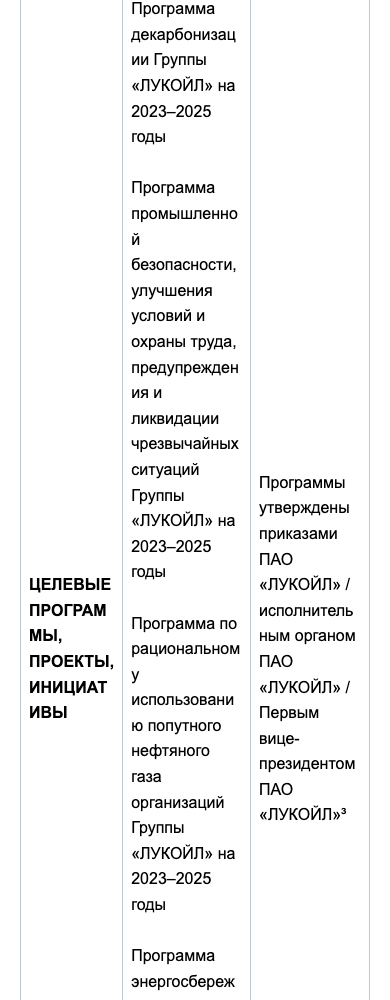 Программа
декарбонизац
ии Группы
«ЛУКОЙЛ» на
2023–2025
годы
Программа
промышленно
й
безопасности,
улучшения
условий и
охраны труда,
предупрежден
ия и
ликвидации
чрезвычайных
ситуаций
Группы
«ЛУКОЙЛ» на
2023–2025
годы
Программа по
рациональном
у
использовани
ю попутного
нефтяного
газа
организаций
Группы
«ЛУКОЙЛ» на
2023–2025
годы
Программа
энергосбереж
ЦЕЛЕВЫЕ
ПРОГРАМ
МЫ,
ПРОЕКТЫ,
ИНИЦИАТ
ИВЫ
Программы
утверждены
приказами
ПАО
«ЛУКОЙЛ» /
исполнитель
ным органом
ПАО
«ЛУКОЙЛ» /
Первым
вице-
президентом
ПАО
«ЛУКОЙЛ»³